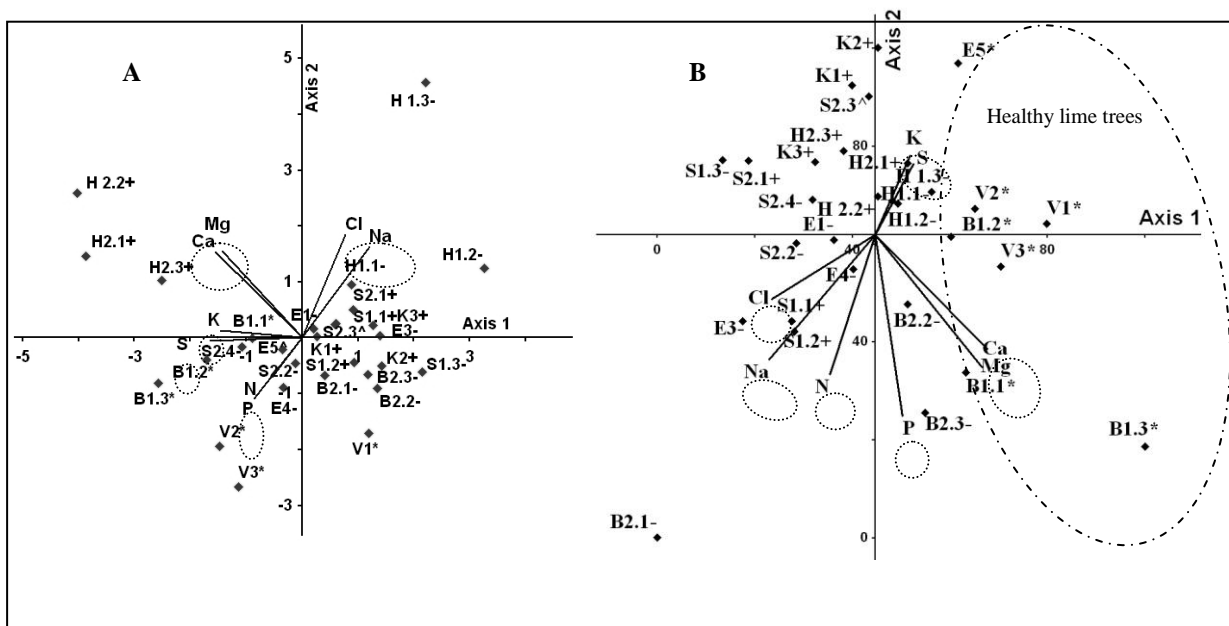 A
5
Axis 2
H 1.3-
3
H 2.2+
Mg
Cl
Ca
Na
H2.1+
H1.2-
H2.3+
H1.1-
1
S2.1+
K
B1.1*
E1-
S1.1+K3+
Axis 1
S2.3^
E3-
-5
-3
-1
1
3
S
S2.4-
E5^
K1+
B1.2*
S2.2-
S1.2+
K2+
S1.3-
B1.3*
N
B2.1-
B2.3-
-1
P
E4-
B2.2-
V2*
V1*
V3*
-3
B
K2+
Axis 2
E5*
K1+
S2.3^
Healthy lime trees
H2.3+
K
80
S1.3-
K3+
H2.1+
S
S2.1+
H 1.3-
S2.4-
H1.1-
V2*
H 2.2+
H1.2-
B1.2*
V1*
Axis 1
E1-
0
S2.2-
40
80
V3*
E4-
Cl
S1.1+
E3-
B2.2-
S1.2+
40
Ca
Na
N
Mg
B1.1*
P
B2.3-
B1.3*
B2.1-
0